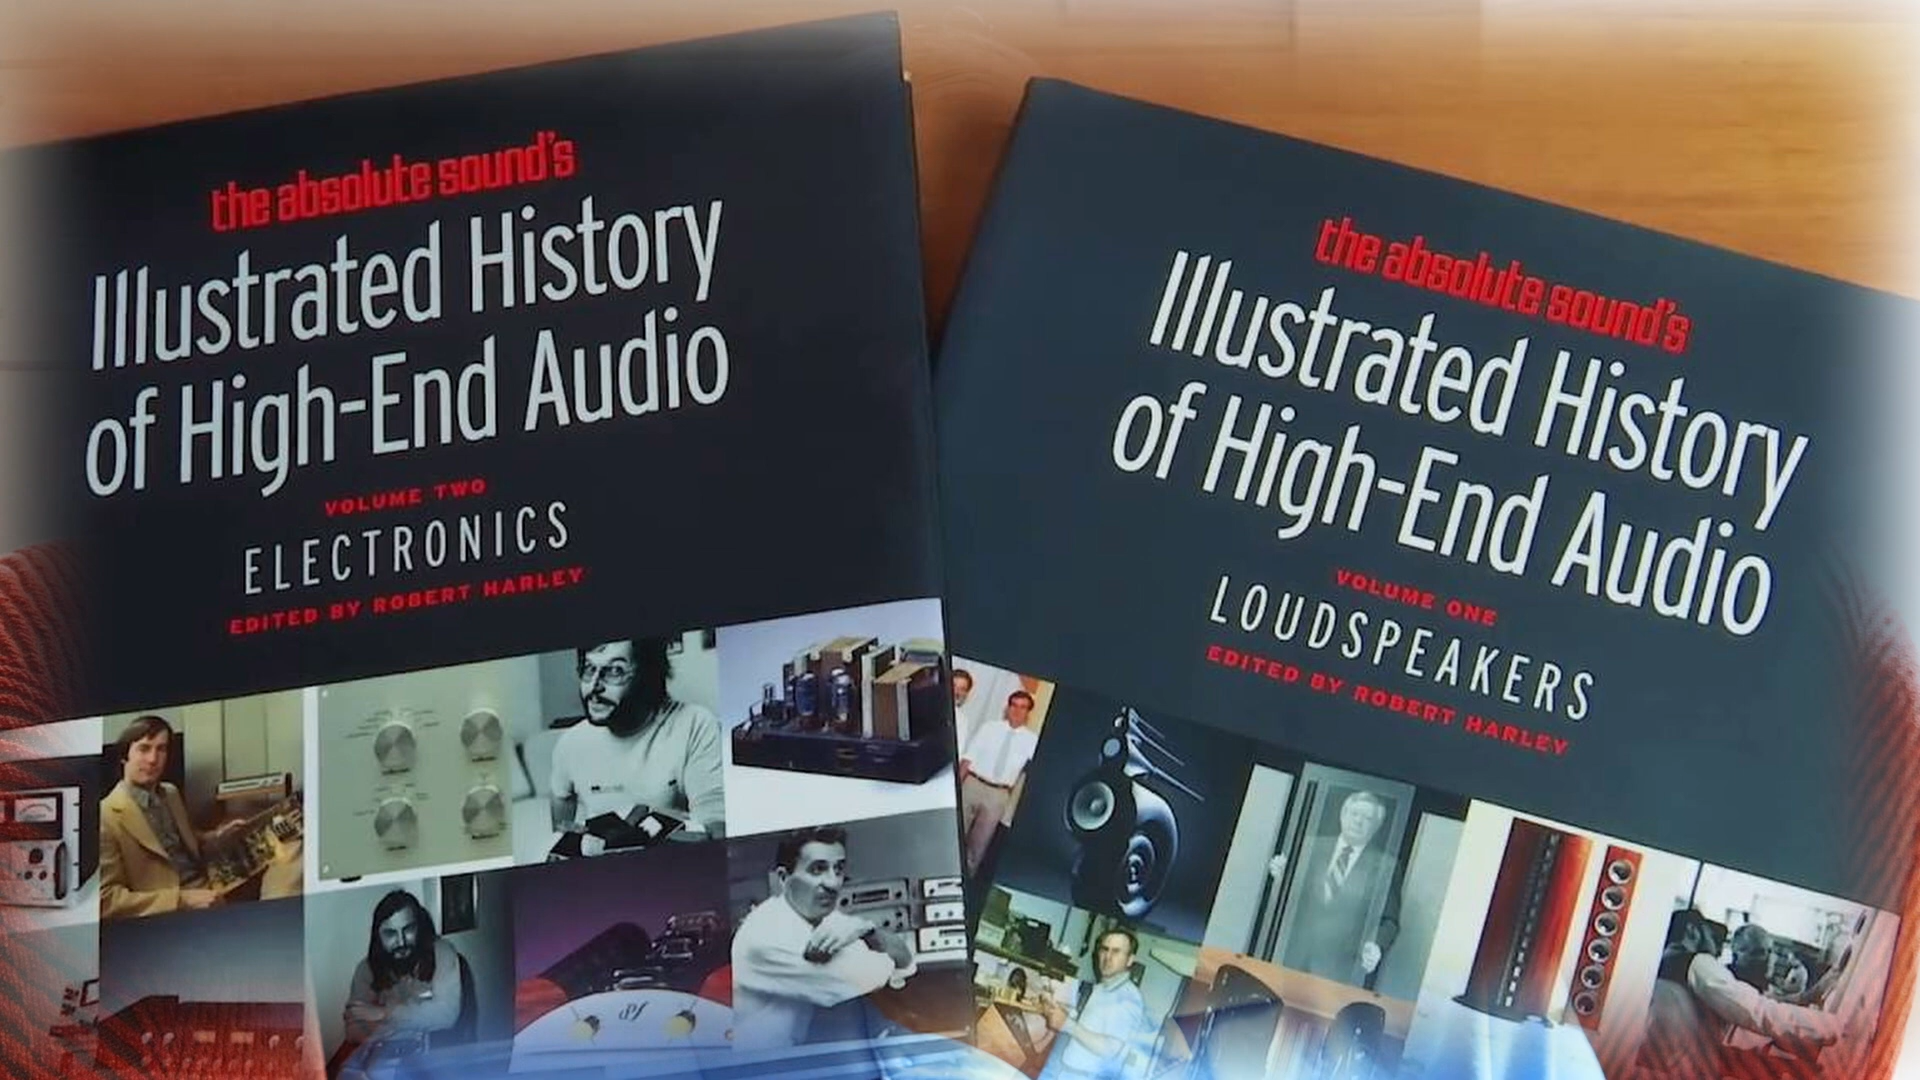 the absolute sound's
Illustrated History
of High-End Audio
VOLUME TWO
ELECTRONICS
EDITED BY ROBERT HARLEY
the absolute sound's
Illustrated History
of High-End Audio
VOLUME ONE
LOUDSPEAKERS
EDITED BY ROBERT HARLEY